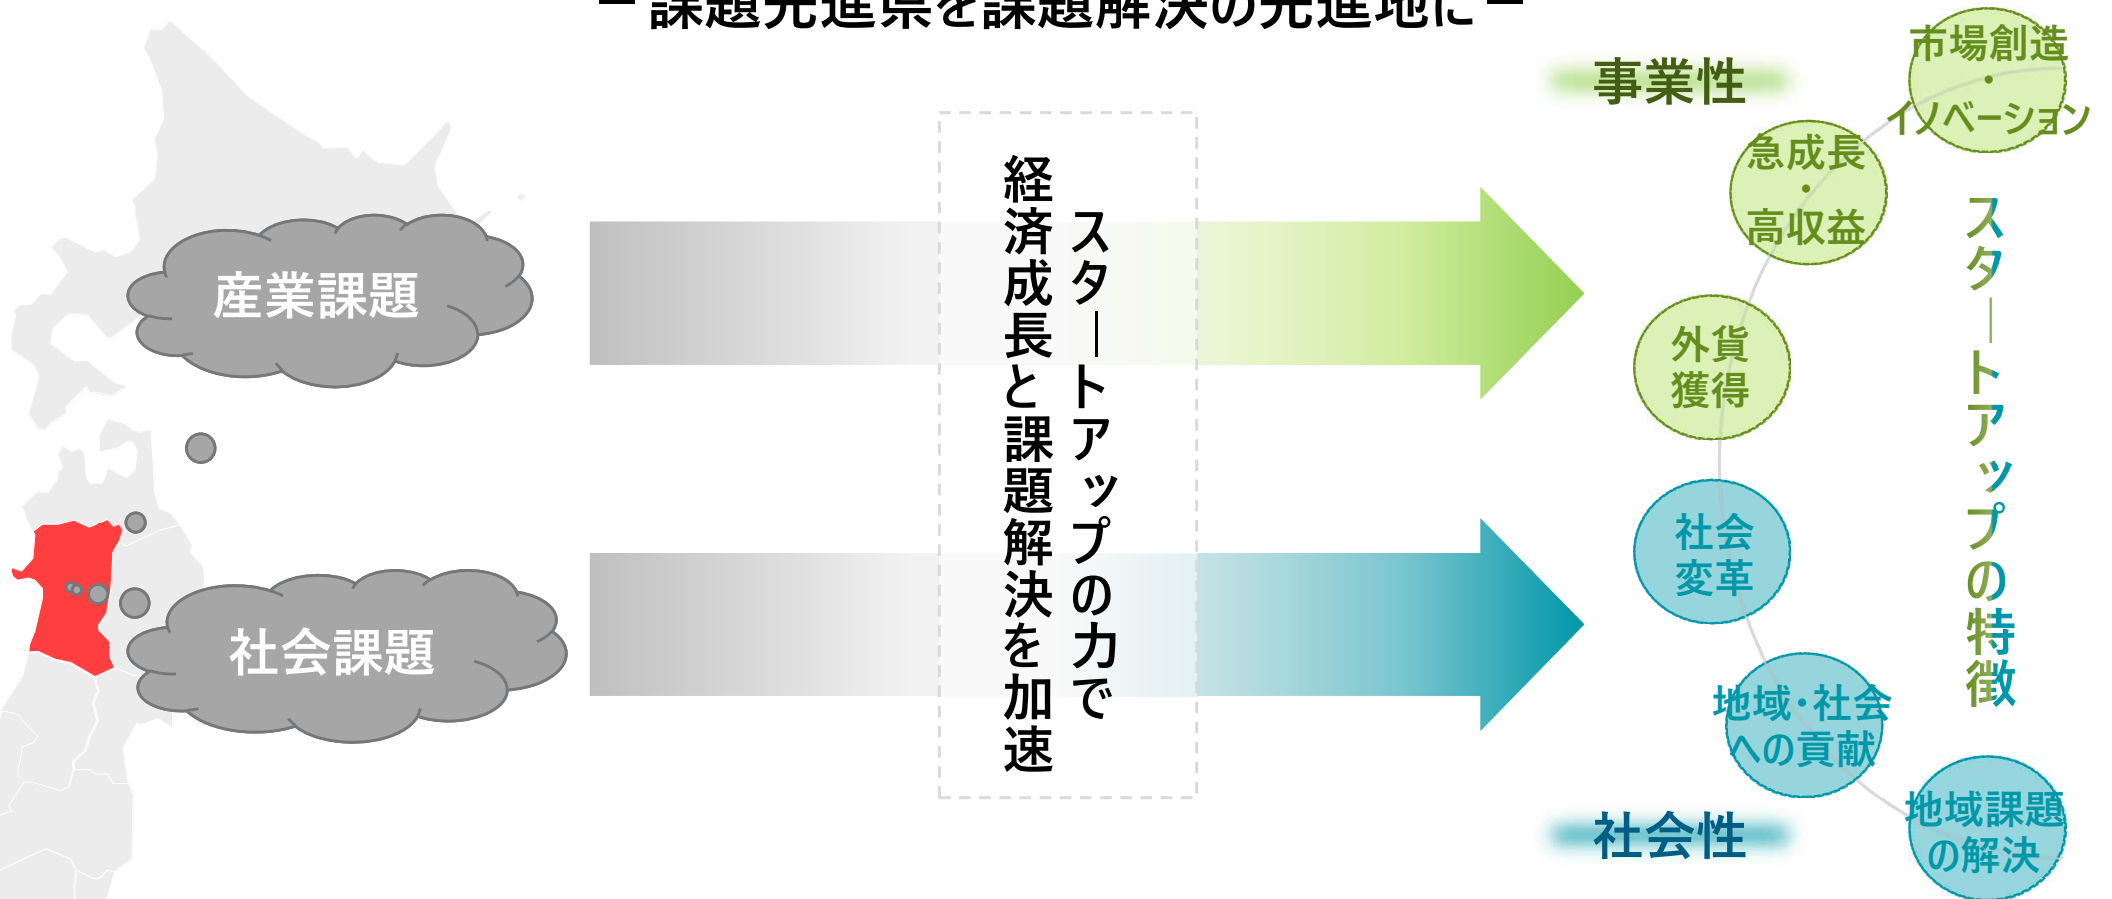 － 課題先進県を課題解決の先進地に －
産業課題
社会課題
スタートアップの力で
経済成長と課題解決を加速
事業性
市場創造
・
イノベーション
急成長
・
高収益
外貨
獲得
社会
変革
地域・社会
への貢献
地域課題
の解決
社会性
スタートアップの特徴